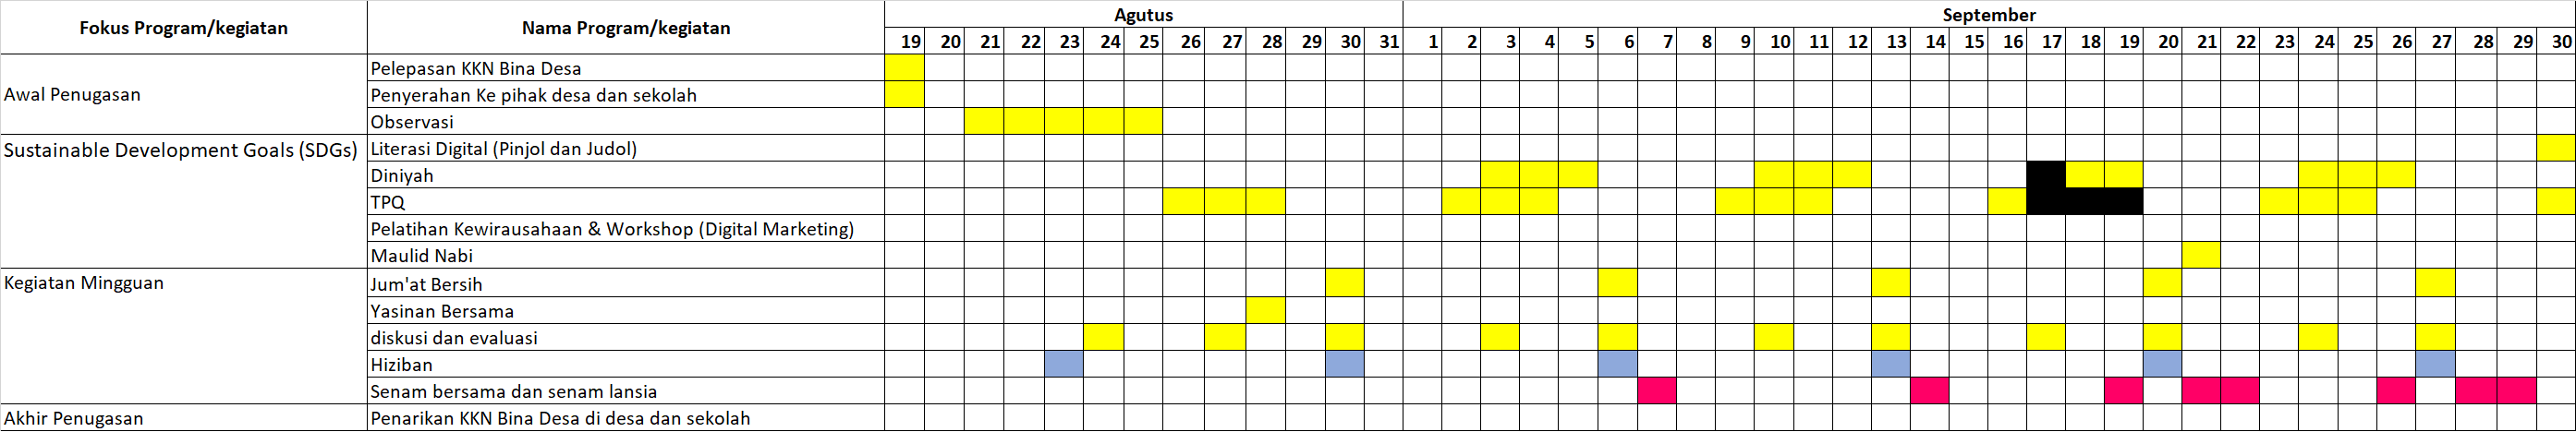 Fokus Program/kegiatan Nama Program/kegiatan Agutus September
19 20 21 22 23 24 25 26 27 28 29 30 31 1 2 3 4 5 6 7 8 9 10 11 12 13 14 15 16 17 18 19 20 21 22 23 24 25 26 27 28 29 30
Awal Penugasan
Pelepasan KKN Bina Desa
Penyerahan Ke pihak desa dan sekolah
Observasi
Sustainable Development Goals (SDGs)
Literasi Digital (Pinjol dan Judol)
Diniyah
TPQ
Pelatihan Kewirausahaan & Workshop (Digital Marketing)
Maulid Nabi
Kegiatan Mingguan
Jum'at Bersih
Yasinan Bersama
diskusi dan evaluasi
Hiziban
Senam bersama dan senam lansia
Akhir Penugasan
Penarikan KKN Bina Desa di desa dan sekolah